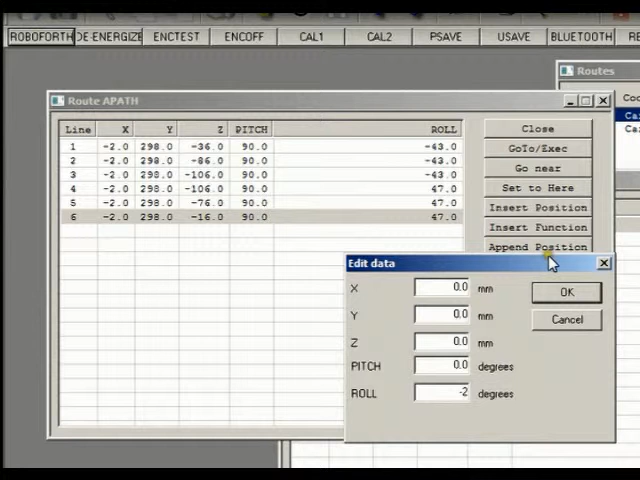 ROBOFORTH DE-ENERGIZE ENCTEST ENCOFF CAL1 CAL2 PSAVE USAVE BLUETOOTH RE
Routes
Route APATH
Line X Y Z PITCH ROLL
1 -2.0 298.0 -36.0 90.0 -43.0
2 -2.0 298.0 -86.0 90.0 -43.0
3 -2.0 298.0 -106.0 90.0 -43.0
4 -2.0 298.0 -106.0 90.0 47.0
5 -2.0 298.0 -76.0 90.0 47.0
6 -2.0 298.0 -16.0 90.0 47.0
Close
GoTo/Exec
Go near
Set to Here
Insert Position
Insert Function
Append Position
Coo
Ca
Ca
Edit data
X 0.0 mm
Y 0.0 mm
Z 0.0 mm
PITCH 0.0 degrees
ROLL -2 degrees
OK
Cancel